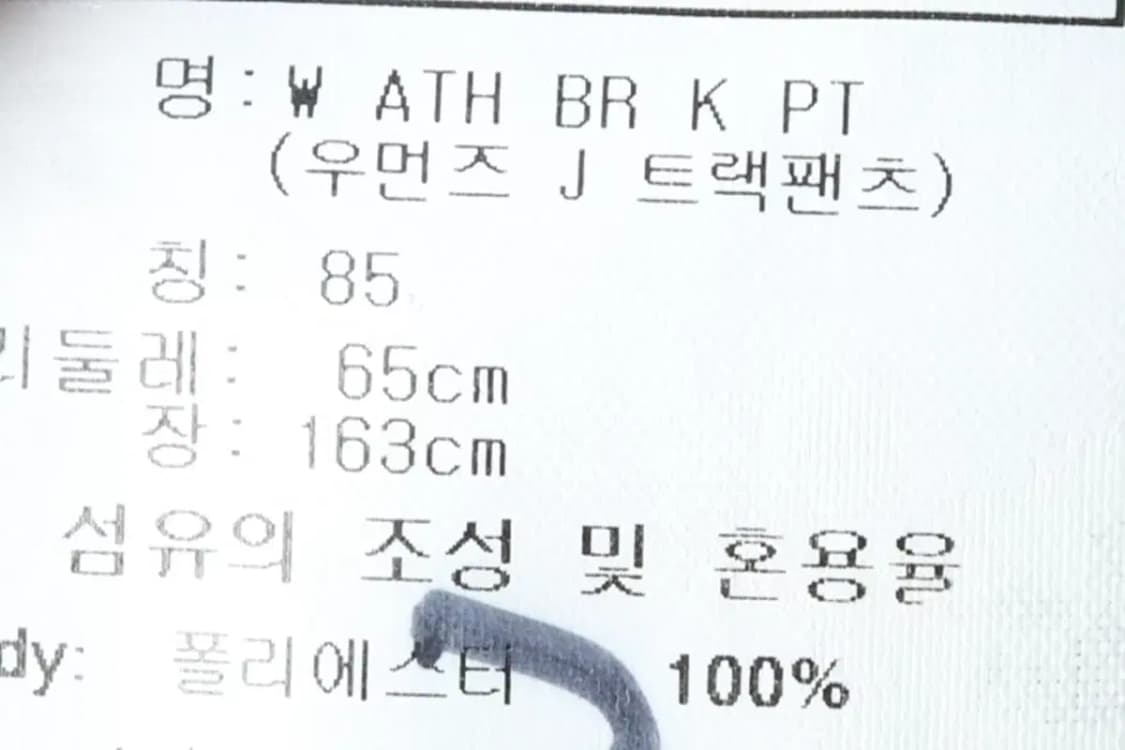 명: W ATH BR K PT
(우먼즈 J 트랙팬츠)
칭: 85
리둘레: 65cm
장: 163cm
섬유의 조성 및 혼용율
dy: 폴리에스터 100%